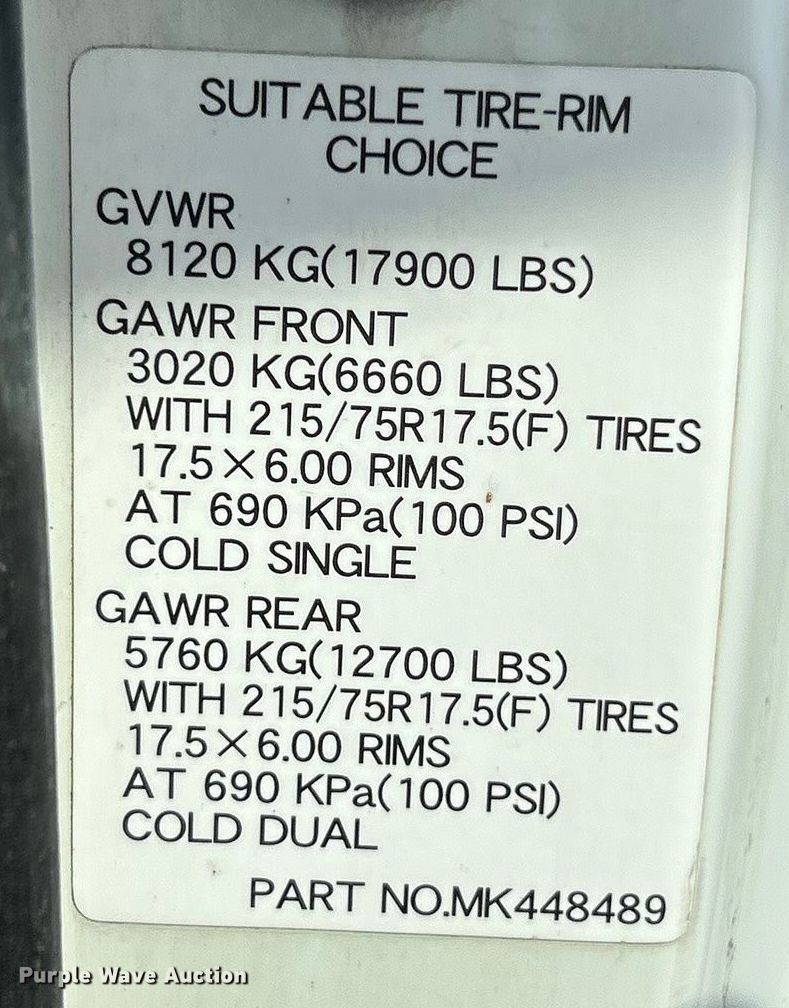 SUITABLE TIRE-RIM
CHOICE
GVWR
8120 KG(17900 LBS)
GAWR FRONT
3020 KG(6660 LBS)
WITH 215/75R17.5(F) TIRES
17.5×6.00 RIMS
AT 690 KPa(100 PSI)
COLD SINGLE
GAWR REAR
5760 KG(12700 LBS)
WITH 215/75R17.5(F) TIRES
17.5×6.00 RIMS
AT 690 KPa(100 PSI)
COLD DUAL
PART NO.MK448489
Purple Wave Auction